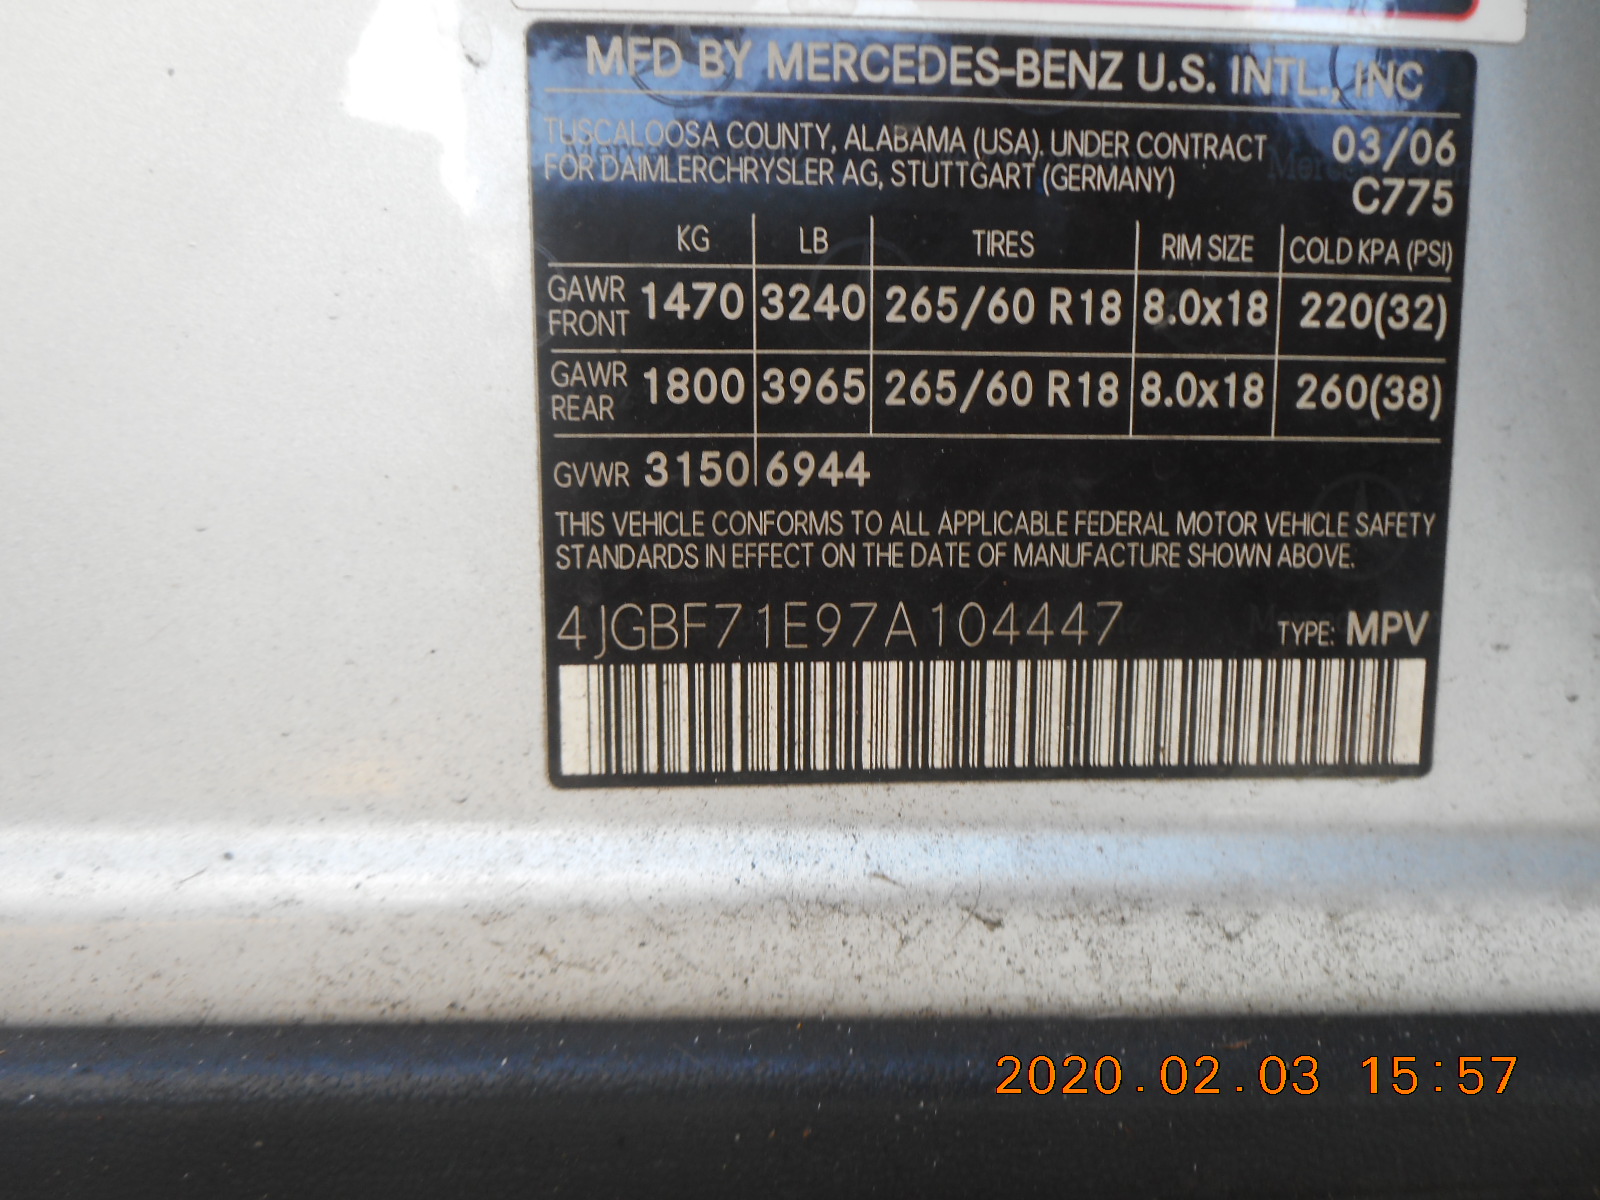 MFD BY MERCEDES-BENZ U.S. INTL., INC
TUSCALOOSA COUNTY, ALABAMA (USA). UNDER CONTRACT 03/06
FOR DAIMLERCHRYSLER AG, STUTTGART (GERMANY) C775
KG LB TIRES RIM SIZE COLD KPA (PSI)
GAWR FRONT 1470 3240 265/60 R18 8.0x18 220(32)
GAWR REAR 1800 3965 265/60 R18 8.0x18 260(38)
GVWR 3150 6944
THIS VEHICLE CONFORMS TO ALL APPLICABLE FEDERAL MOTOR VEHICLE SAFETY
STANDARDS IN EFFECT ON THE DATE OF MANUFACTURE SHOWN ABOVE.
4JGBF71E97A104447 TYPE: MPV
2020.02.03 15:57